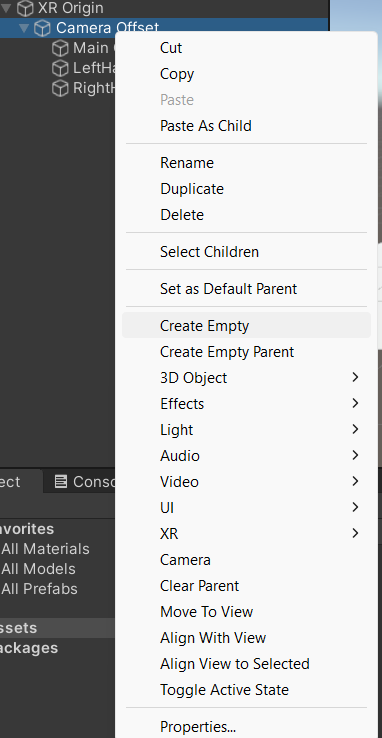 XR Origin
Camera Offset
Main
Cut
Copy
Paste
Paste As Child
Rename
Duplicate
Delete
Select Children
Set as Default Parent
Create Empty
Create Empty Parent
3D Object
Effects
Light
Audio
Video
UI
XR
Camera
Clear Parent
Move To View
Align With View
Align View to Selected
Toggle Active State
Properties...
ect
Conso
avorites
All Materials
All Models
All Prefabs
ssets
ackages